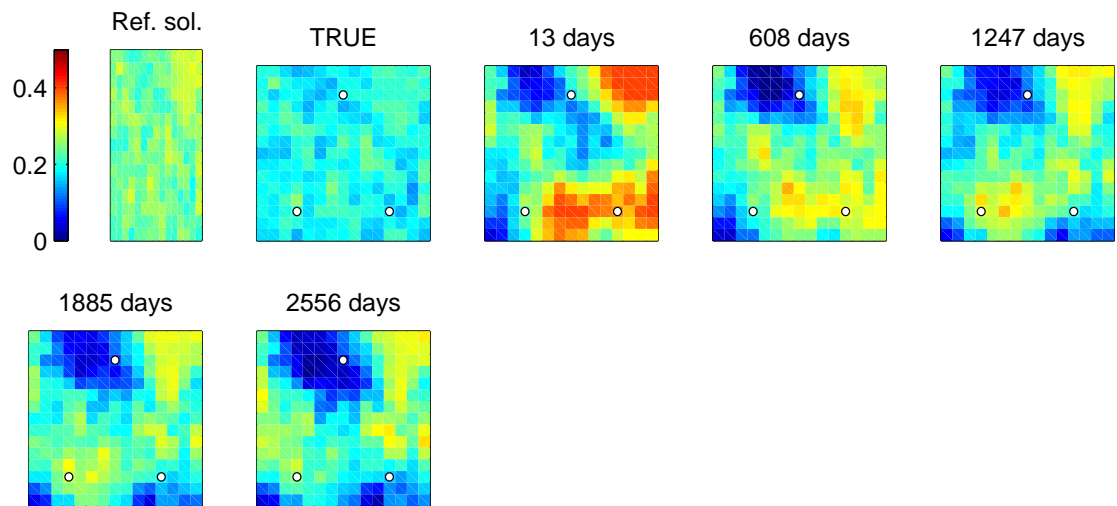 Ref. sol.
TRUE
13 days
608 days
1247 days
0.4
0.2
0
1885 days
2556 days